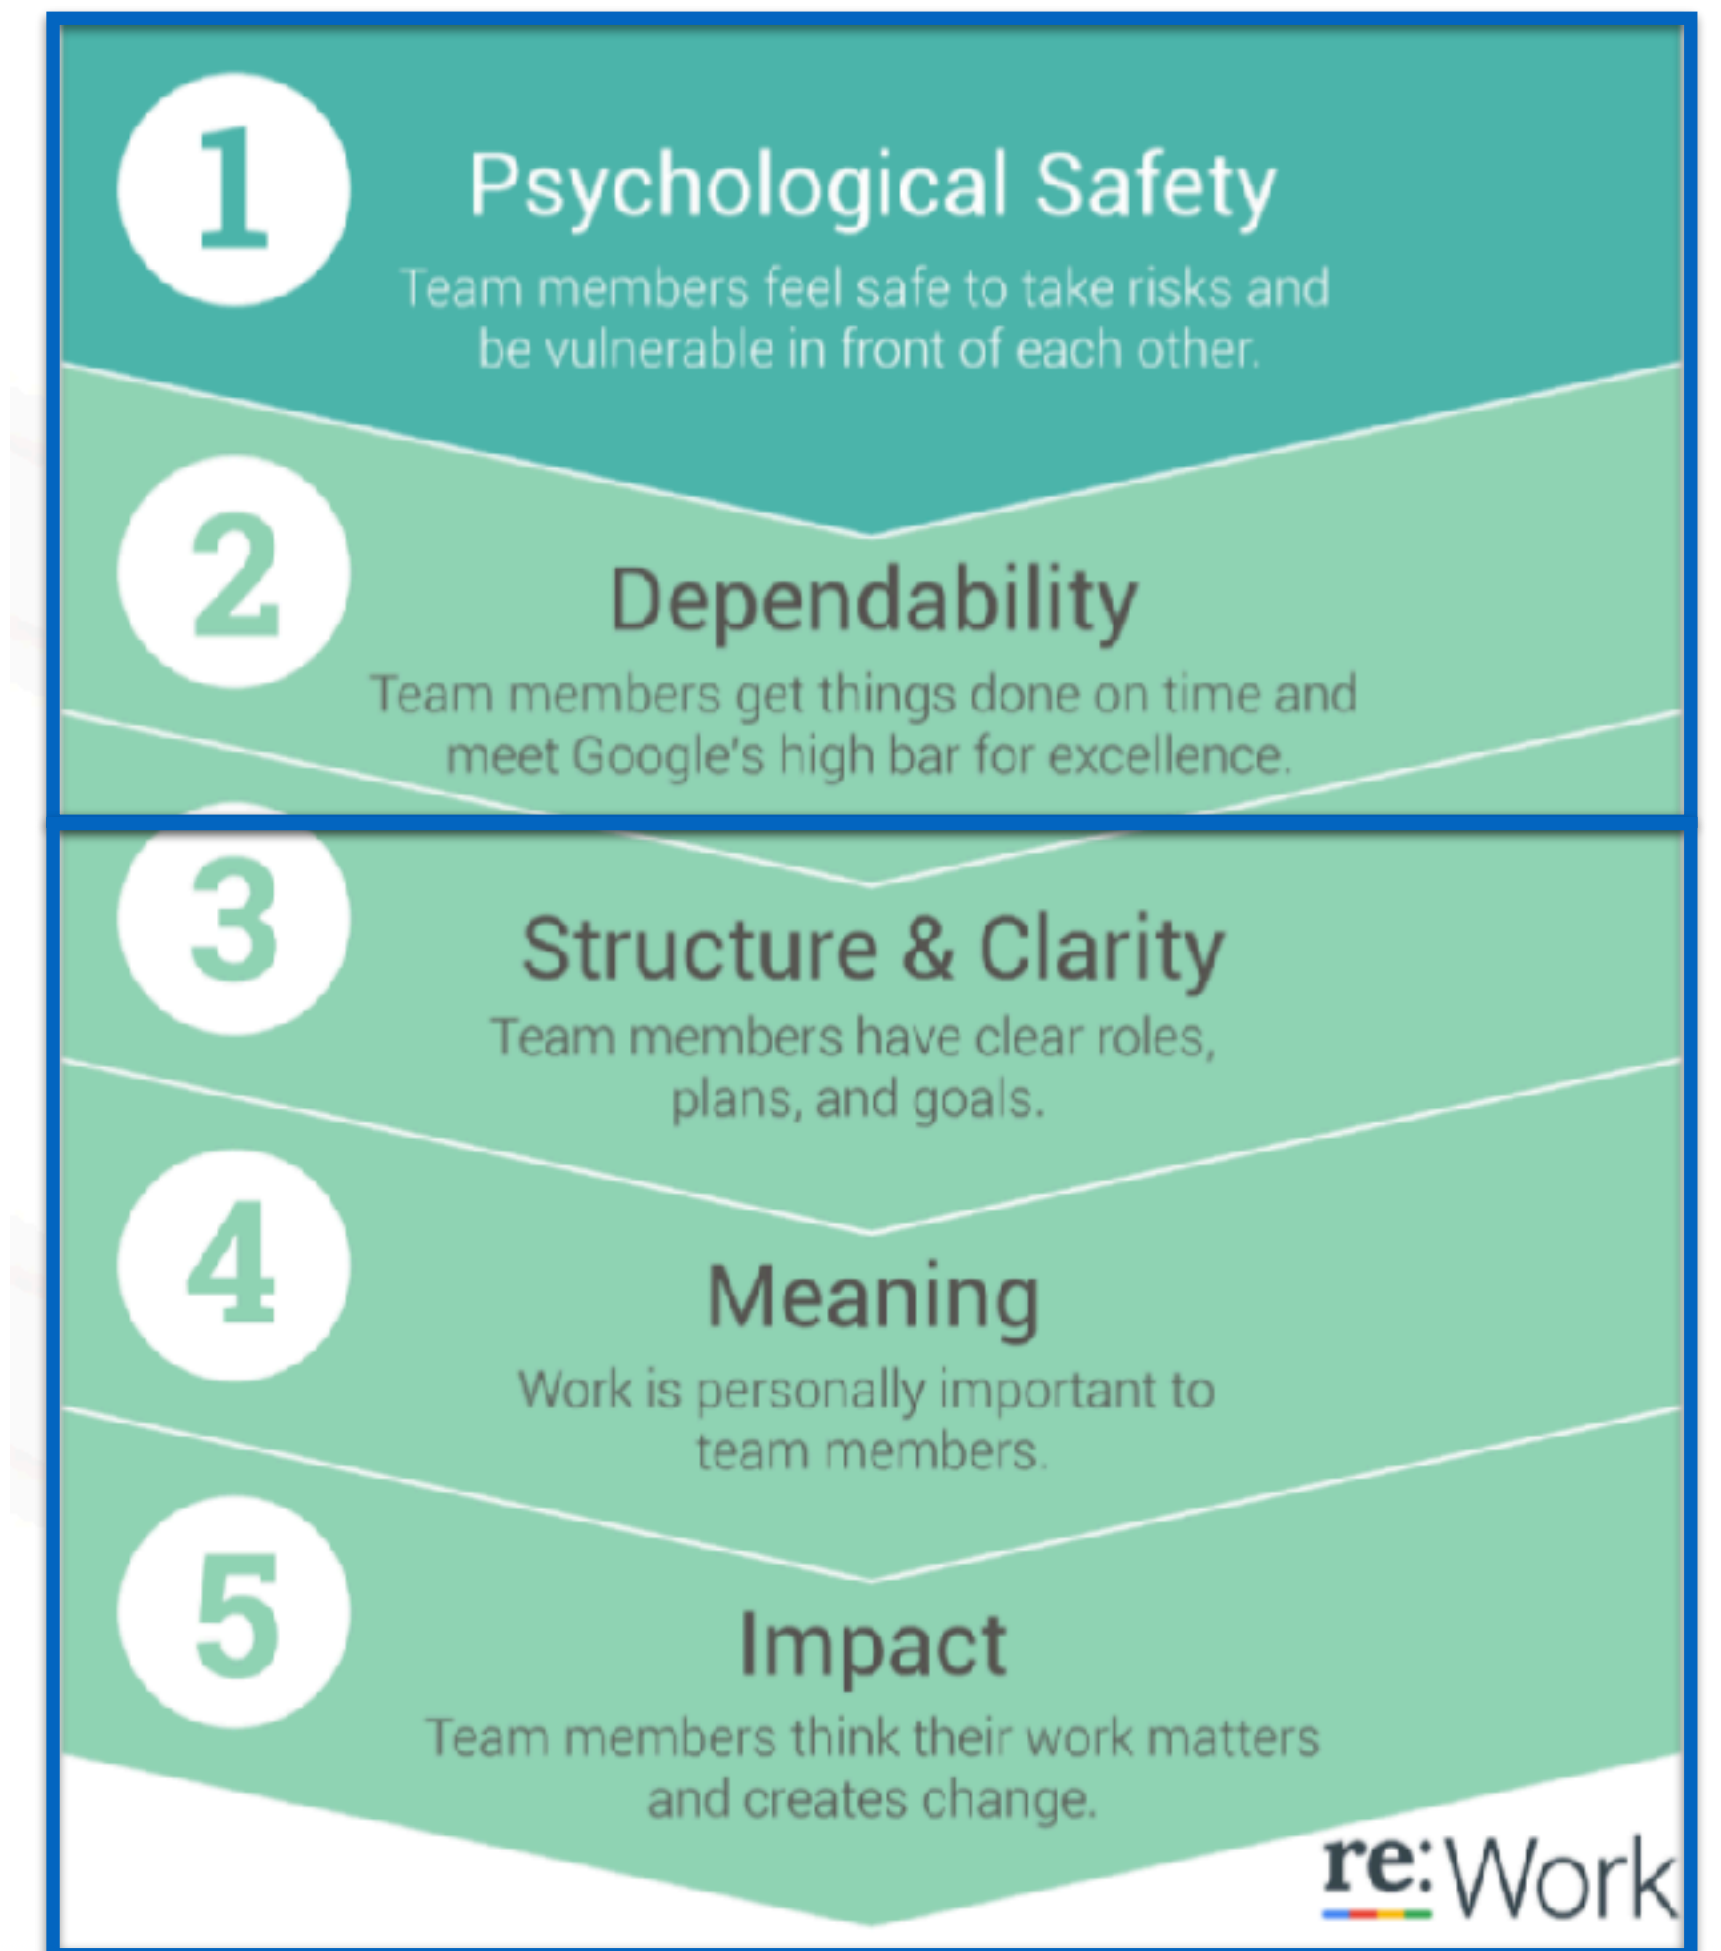 1
Psychological Safety
Team members feel safe to take risks and
be vulnerable in front of each other.
2
Dependability
Team members get things done on time and
meet Google's high bar for excellence.
3
Structure & Clarity
Team members have clear roles,
plans, and goals.
4
Meaning
Work is personally important to
team members.
5
Impact
Team members think their work matters
and creates change.
re:Work